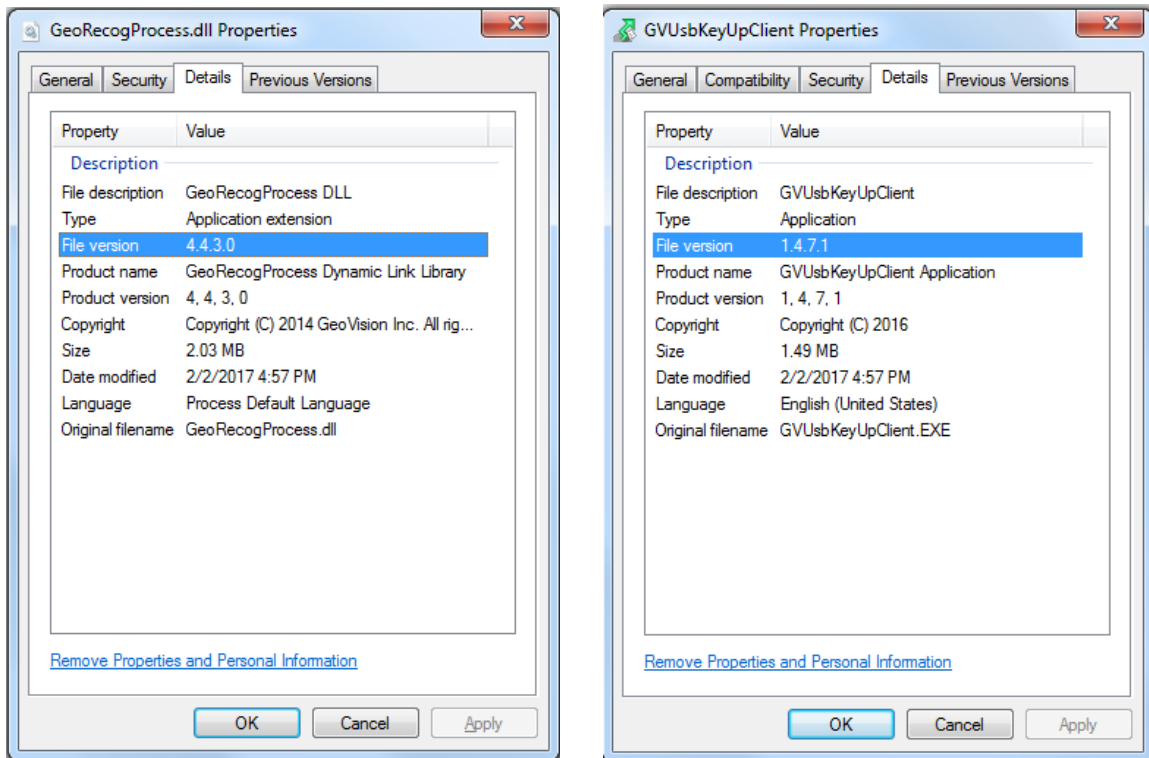 GeoRecogProcess.dll Properties
General Security Details Previous Versions
Property Value
Description
File description GeoRecogProcess DLL
Type Application extension
File version 4.4.3.0
Product name GeoRecogProcess Dynamic Link Library
Product version 4, 4, 3, 0
Copyright Copyright (C) 2014 GeoVision Inc. All rig...
Size 2.03 MB
Date modified 2/2/2017 4:57 PM
Language Process Default Language
Original filename GeoRecogProcess.dll
Remove Properties and Personal Information
OK Cancel Apply
GVUsbKeyUpClient Properties
General Compatibility Security Details Previous Versions
Property Value
Description
File description GVUsbKeyUpClient
Type Application
File version 1.4.7.1
Product name GVUsbKeyUpClient Application
Product version 1, 4, 7, 1
Copyright Copyright (C) 2016
Size 1.49 MB
Date modified 2/2/2017 4:57 PM
Language English (United States)
Original filename GVUsbKeyUpClient.EXE
Remove Properties and Personal Information
OK Cancel Apply